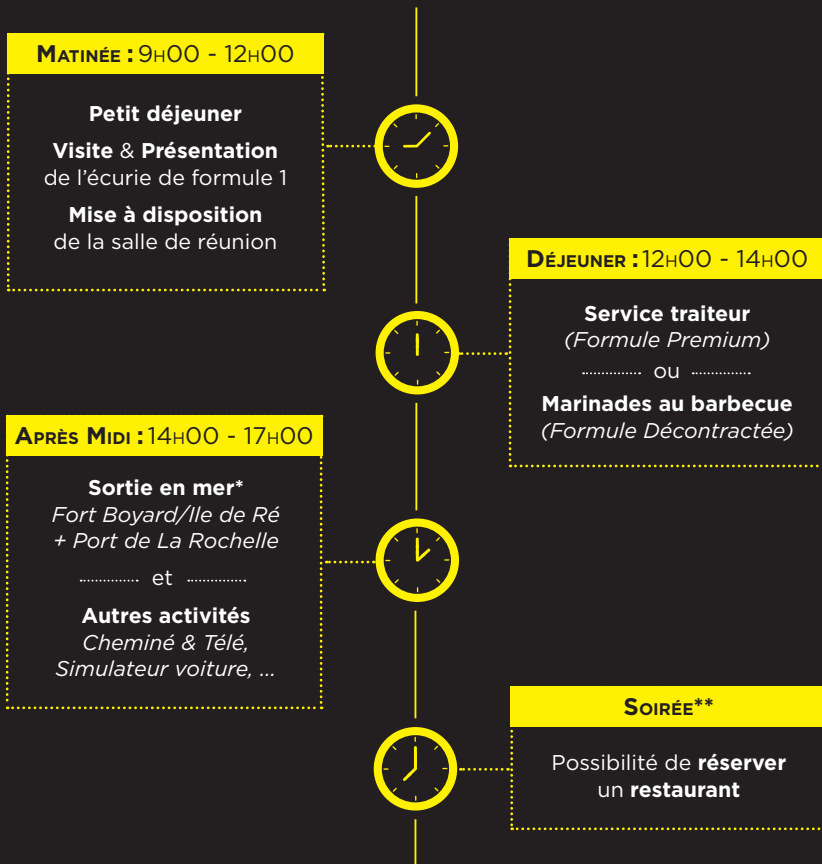 Matinée : 9h00 - 12h00
Petit déjeuner
Visite & Présentation
de l'écurie de formule 1
Mise à disposition
de la salle de réunion
Déjeuner : 12h00 - 14h00
Service traiteur
(Formule Premium)
ou
Marinades au barbecue
(Formule Décontractée)
Après Midi : 14h00 - 17h00
Sortie en mer*
Fort Boyard/Ile de Ré
+ Port de La Rochelle
et
Autres activités
Cheminé & Télé,
Simulateur voiture, ...
Soirée**
Possibilité de réserver
un restaurant